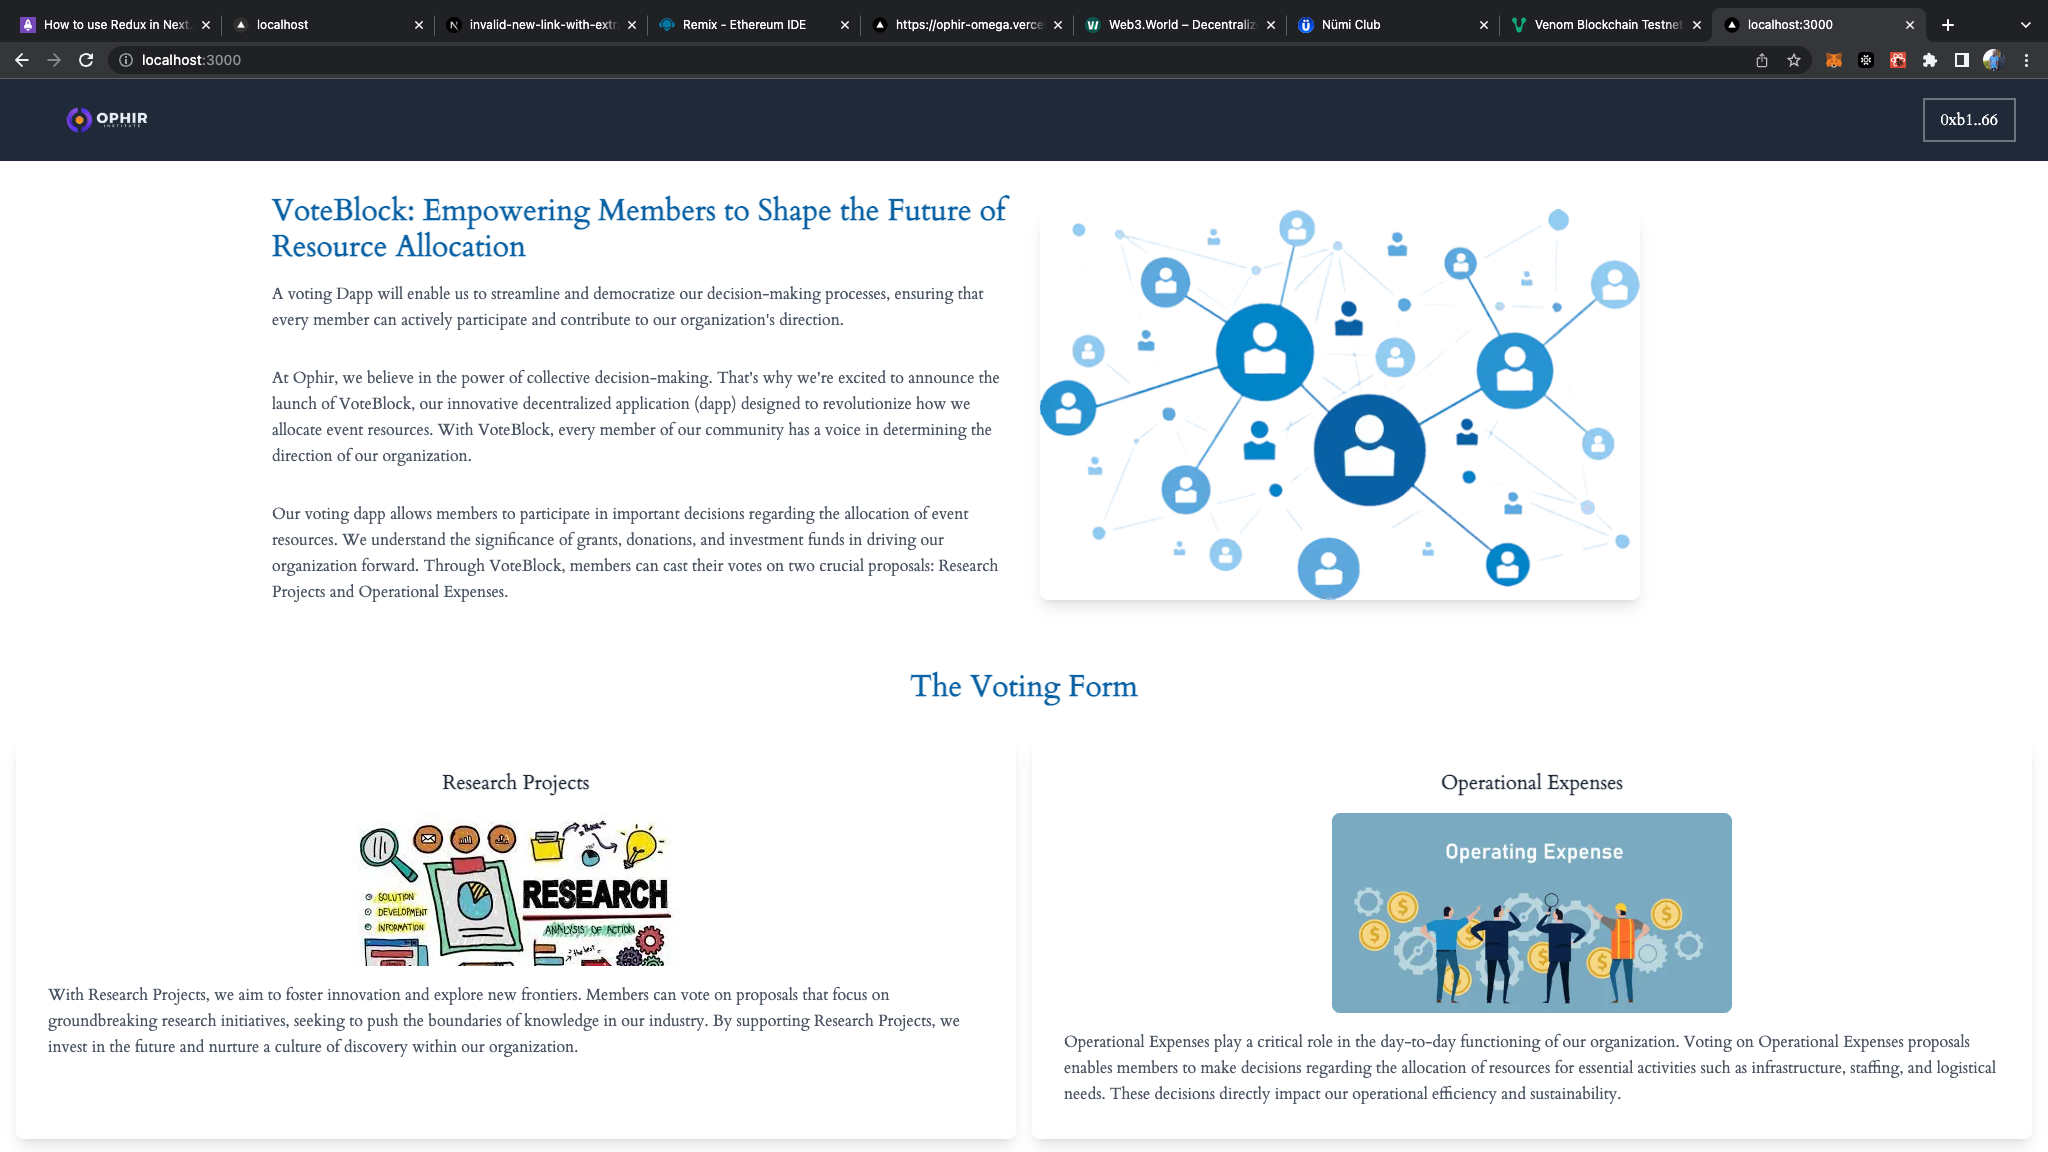 How to use Redux in Next.
localhost
invalid-new-link-with-extr
Remix - Ethereum IDE
https://ophir-omega.verce
Web3.World – Decentraliz
Nümi Club
Venom Blockchain Testnet
localhost:3000
localhost:3000
OPHIR
INSTITUTE
0xb1..66
VoteBlock: Empowering Members to Shape the Future of
Resource Allocation
A voting Dapp will enable us to streamline and democratize our decision-making processes, ensuring that
every member can actively participate and contribute to our organization's direction.
At Ophir, we believe in the power of collective decision-making. That's why we're excited to announce the
launch of VoteBlock, our innovative decentralized application (dapp) designed to revolutionize how we
allocate event resources. With VoteBlock, every member of our community has a voice in determining the
direction of our organization.
Our voting dapp allows members to participate in important decisions regarding the allocation of event
resources. We understand the significance of grants, donations, and investment funds in driving our
organization forward. Through VoteBlock, members can cast their votes on two crucial proposals: Research
Projects and Operational Expenses.
The Voting Form
Research Projects
SOLUTION
DEVELOPMENT
INFORMATION
RESEARCH
ANALYSIS OF ACTION
the best
With Research Projects, we aim to foster innovation and explore new frontiers. Members can vote on proposals that focus on
groundbreaking research initiatives, seeking to push the boundaries of knowledge in our industry. By supporting Research Projects, we
invest in the future and nurture a culture of discovery within our organization.
Operational Expenses
Operating Expense
Operational Expenses play a critical role in the day-to-day functioning of our organization. Voting on Operational Expenses proposals
enables members to make decisions regarding the allocation of resources for essential activities such as infrastructure, staffing, and logistical
needs. These decisions directly impact our operational efficiency and sustainability.